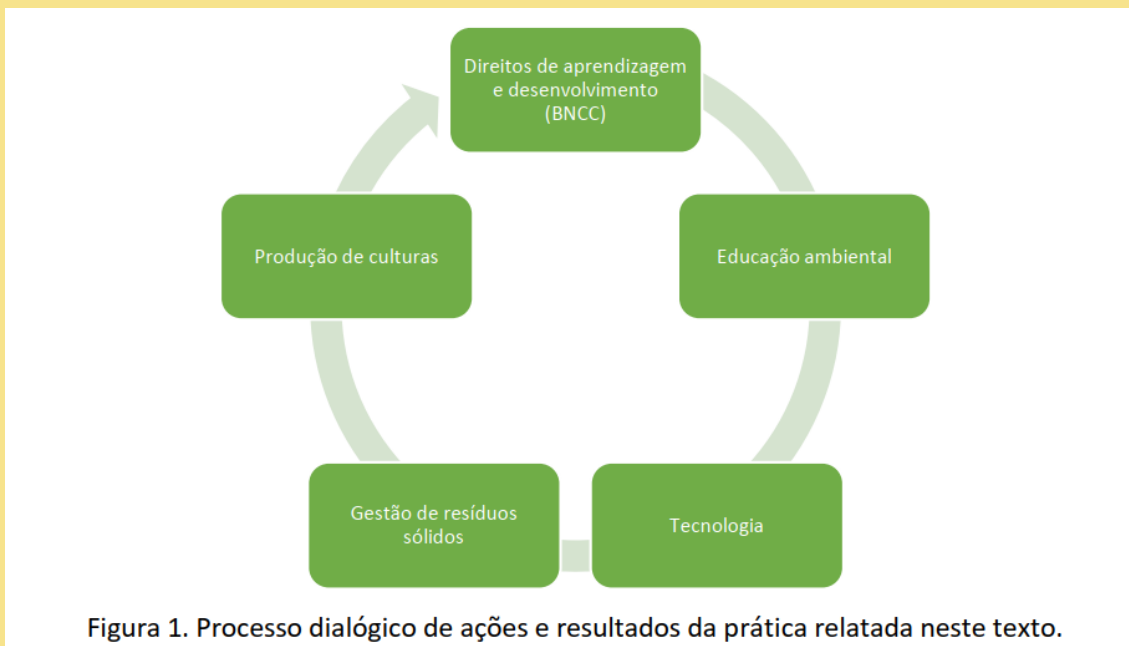 Direitos de aprendizagem
e desenvolvimento
(BNCC)
Produção de culturas
Educação ambiental
Gestão de resíduos
sólidos
Tecnologia
Figura 1. Processo dialógico de ações e resultados da prática relatada neste texto.